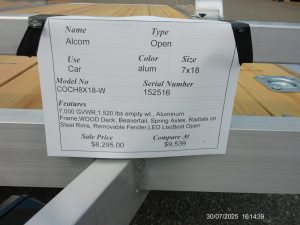 Name Type
Alcom Open
Use Color Size
Car alum 7x18
Model No Serial Number
COCH8X18-W 152516
Features
7,000 GVWR, 1,520 lbs empty wt., Aluminum
Frame,WOOD Deck, Beavertail, Spring Axles, Radials on
Steel Rims, Removable Fender,LED Lite|Best Open
Sale Price Compare At
$8,295.00 $9,539
30/07/2025 16:14:39